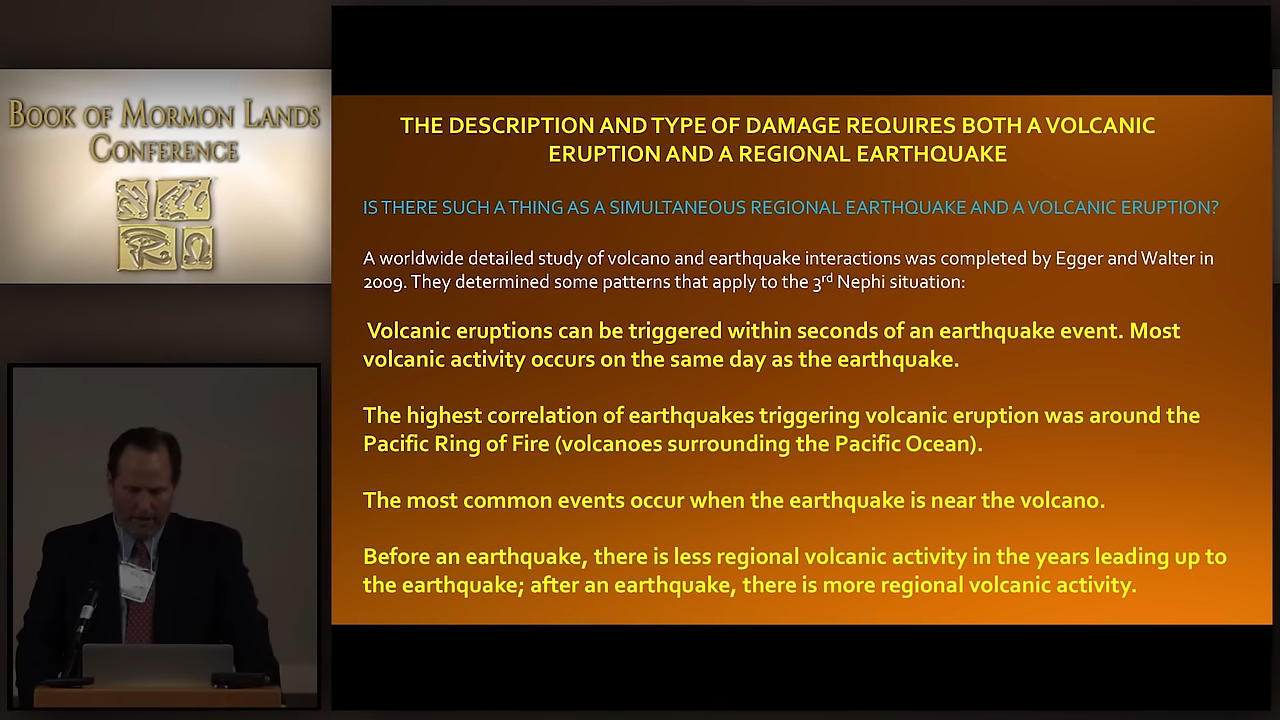 BOOK OF MORMON LANDS
CONFERENCE
THE DESCRIPTION AND TYPE OF DAMAGE REQUIRES BOTH A VOLCANIC
ERUPTION AND A REGIONAL EARTHQUAKE
IS THERE SUCH A THING AS A SIMULTANEOUS REGIONAL EARTHQUAKE AND A VOLCANIC ERUPTION?
A worldwide detailed study of volcano and earthquake interactions was completed by Egger and Walter in
2009. They determined some patterns that apply to the 3rd Nephi situation:
Volcanic eruptions can be triggered within seconds of an earthquake event. Most
volcanic activity occurs on the same day as the earthquake.
The highest correlation of earthquakes triggering volcanic eruption was around the
Pacific Ring of Fire (volcanoes surrounding the Pacific Ocean).
The most common events occur when the earthquake is near the volcano.
Before an earthquake, there is less regional volcanic activity in the years leading up to
the earthquake; after an earthquake, there is more regional volcanic activity.